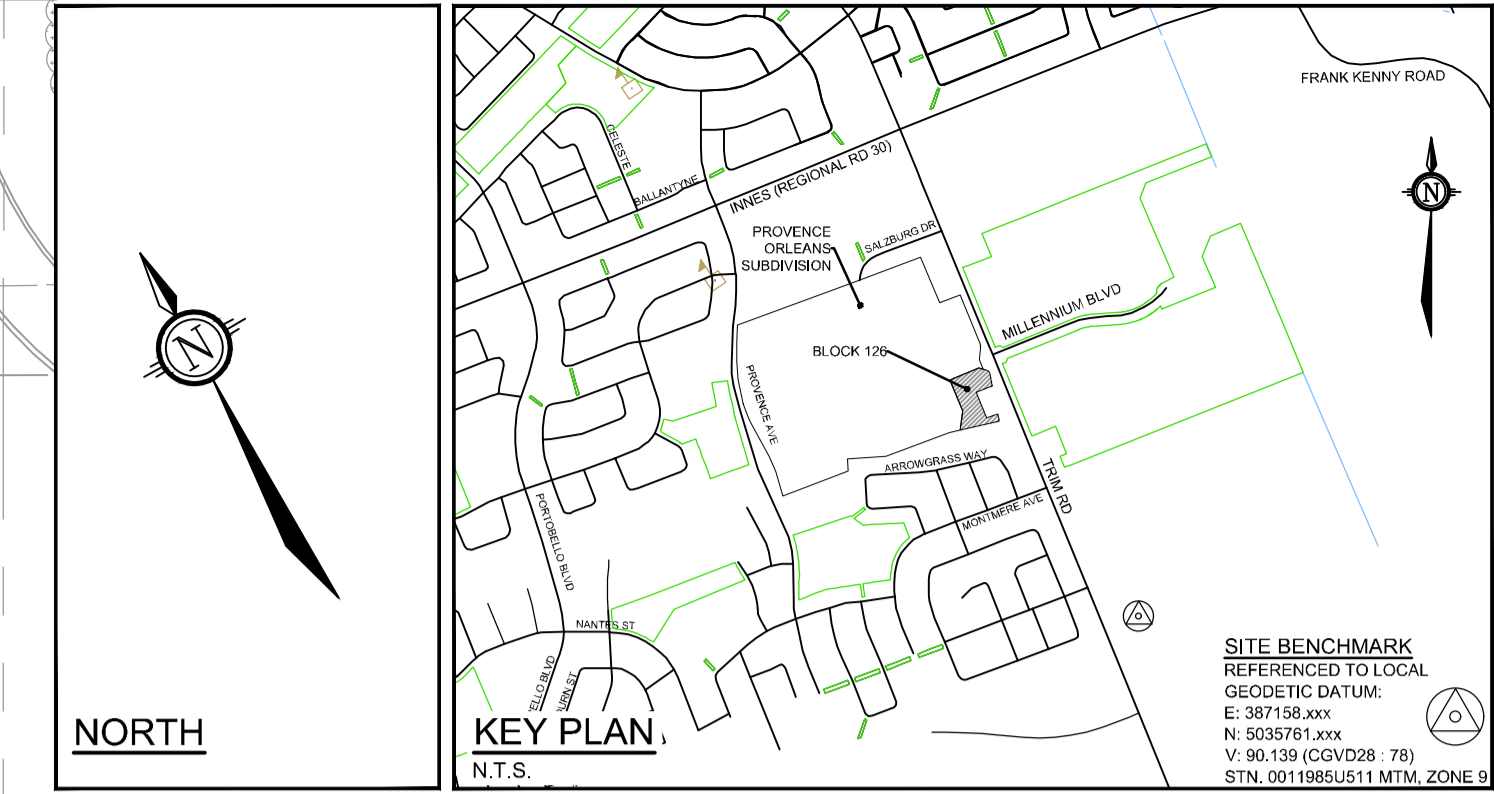 N
NORTH
FRANK KENNY ROAD
CELESTE
BALLANTYNE
INNES (REGIONAL RD 30)
N
PROVENCE
ORLEANS
SUBDIVISION
SALZBURG DR
MILLENNIUM BLVD
BLOCK 126
PROVENCE AVE
ARROWGRASS WAY
TRIM RD
MONTMERE AVE
PORTOBELLO BLVD
NANTES ST
ELLO BLVD
URN ST
KEY PLAN
N.T.S.
SITE BENCHMARK
REFERENCED TO LOCAL
GEODETIC DATUM:
E: 387158.xxx
N: 5035761.xxx
V: 90.139 (CGVD28 : 78)
STN. 0011985U511 MTM, ZONE 9